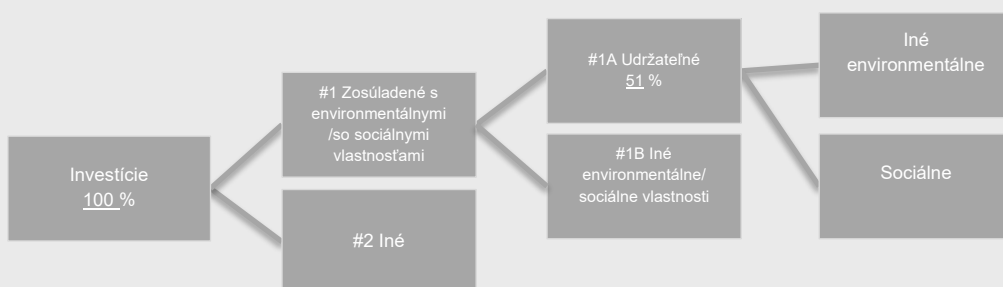 Investície
100 %
#1 Zosúladené s
environmentálnymi
/so sociálnymi
vlastnosťami
#2 Iné
#1A Udržateľné
51 %
#1B Iné
environmentálne/
sociálne vlastnosti
Iné
environmentálne
Sociálne